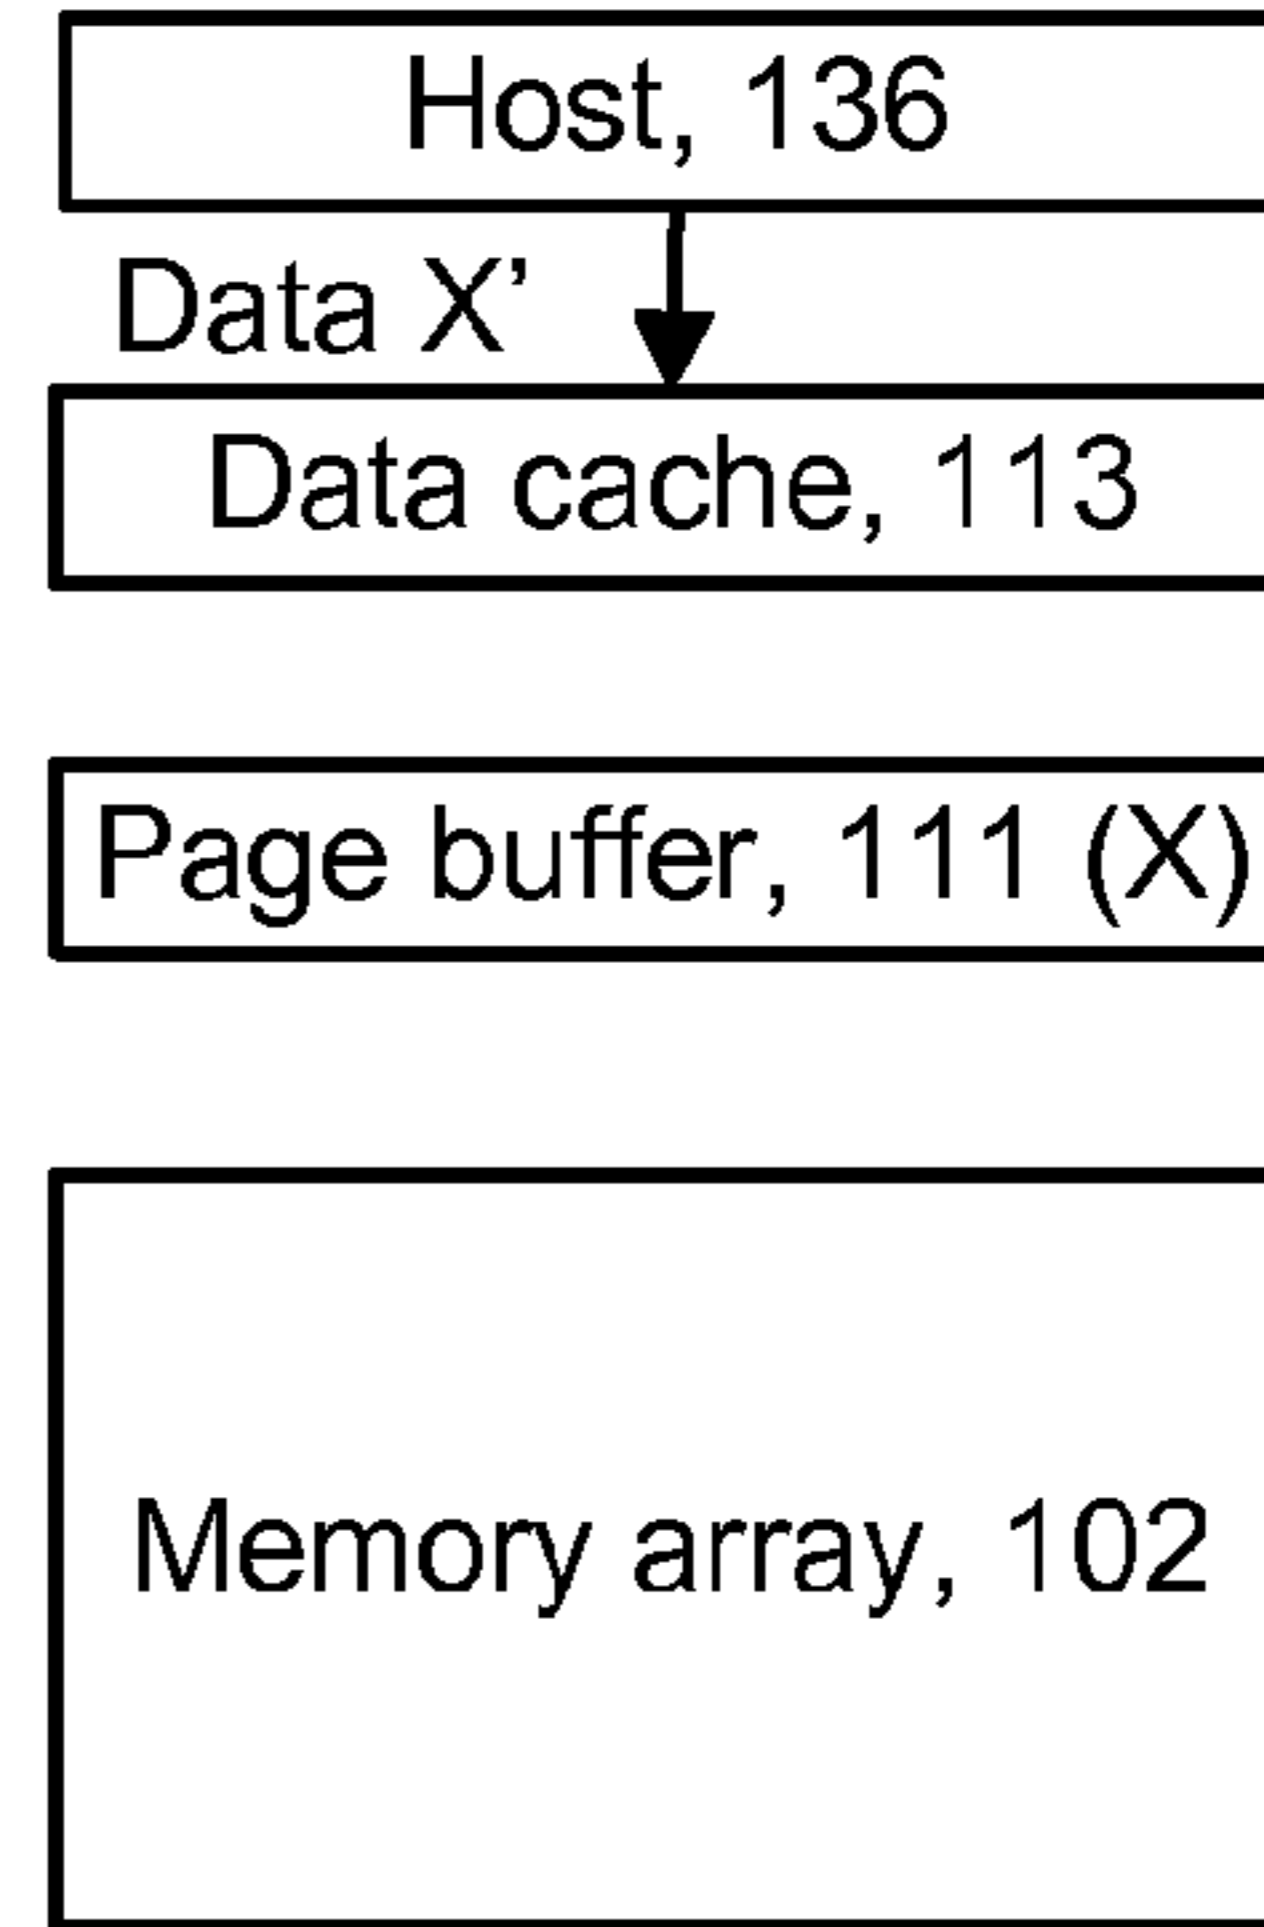 Host, 136
Data X’
Data cache, 113
Page buffer, 111 (X)
Memory array, 102